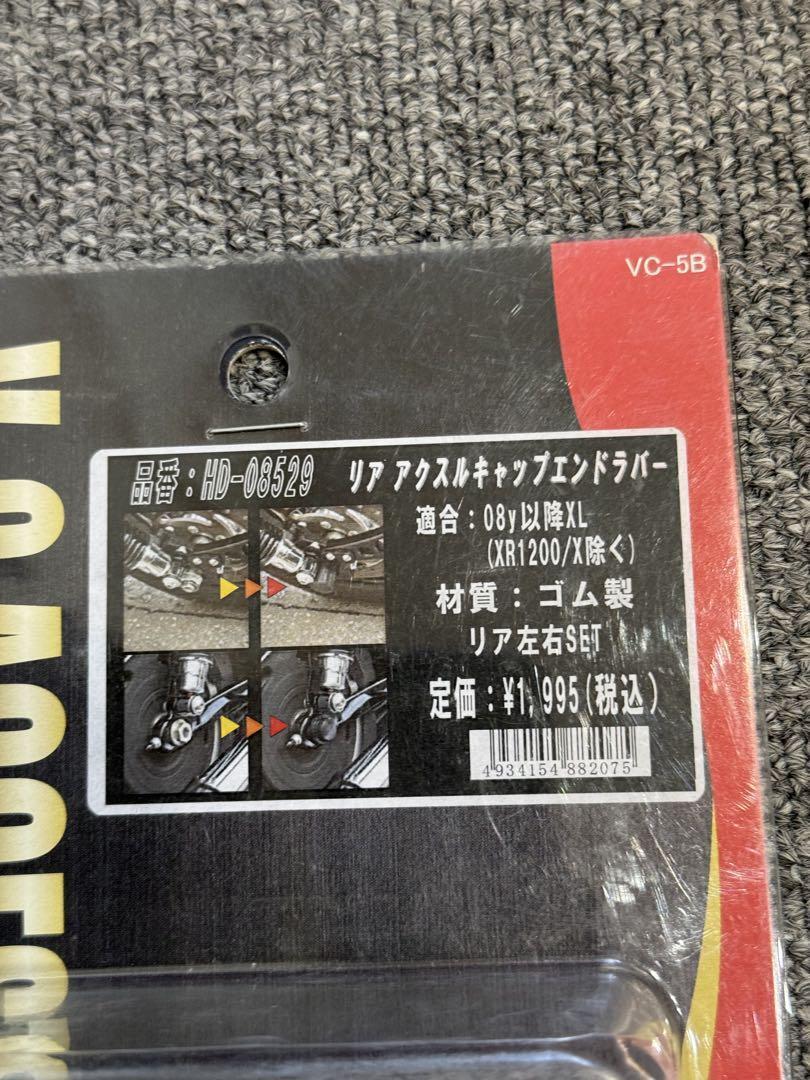 VC-5B
品番:HD-08529 リア アクスルキャップエンドラバー
適合:08y以降XL
(XR1200/X除く)
材質:ゴム製
リア左右SET
定価:¥1,995(税込)
4934154 882075